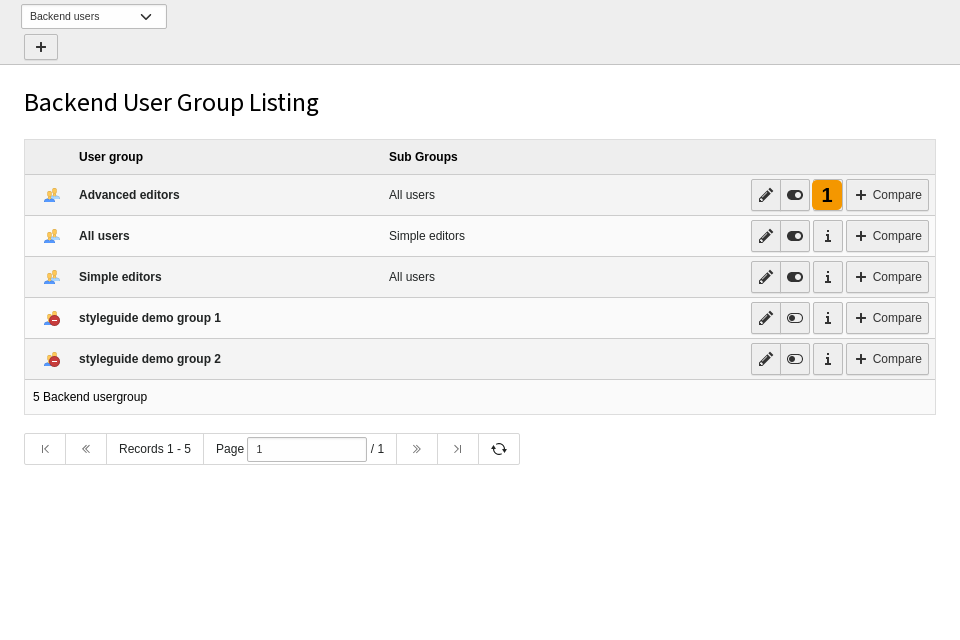 Backend users
Backend User Group Listing
User group Sub Groups
Advanced editors All users 1 Compare
All users Simple editors Compare
Simple editors All users Compare
styleguide demo group 1 Compare
styleguide demo group 2 Compare
5 Backend usergroup
Records 1 - 5 Page 1 / 1